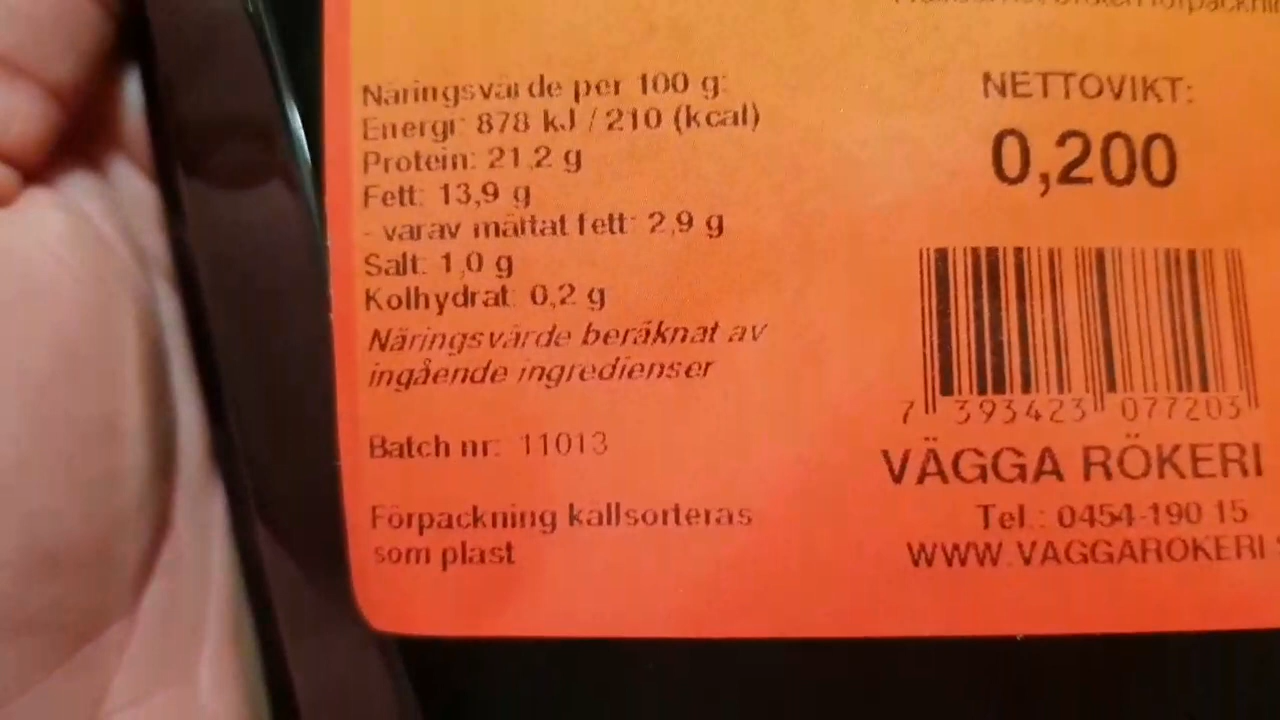 Näringsvärde per 100 g:
Energi: 878 kJ / 210 (kcal)
Protein: 21,2 g
Fett: 13,9 g
- varav mättat fett: 2,9 g
Salt: 1,0 g
Kolhydrat: 0,2 g
Näringsvärde beräknat av
ingående ingredienser
Batch nr: 11013
Förpackning källsorteras
som plast
NETTOVIKT:
0,200
7 393423 077203
VÄGGA RÖKERI
Tel.: 0454-190 15
WWW.VAGGAROKERI